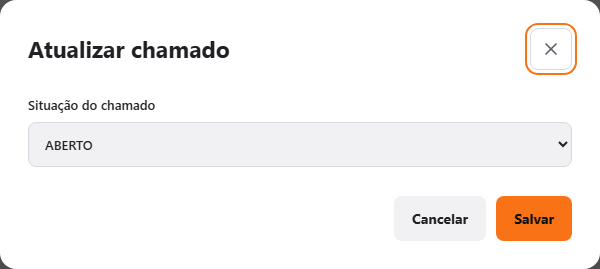 Atualizar chamado
Situação do chamado
ABERTO
Cancelar
Salvar